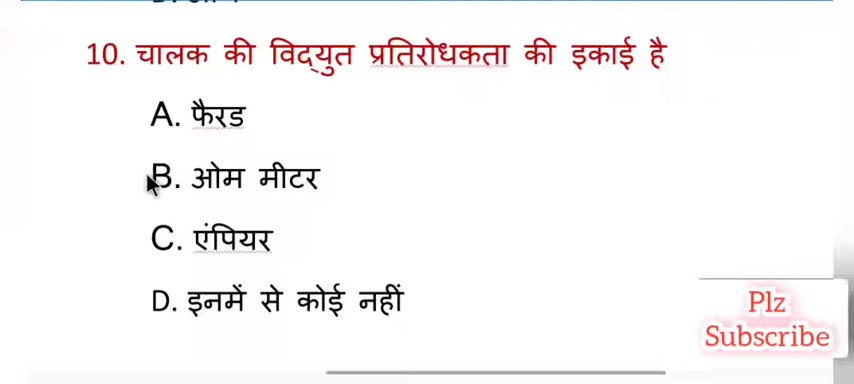 10. चालक की विद्युत प्रतिरोधकता की इकाई है
A. फैरड
B. ओम मीटर
C. एंपियर
D. इनमें से कोई नहीं
Plz
Subscribe